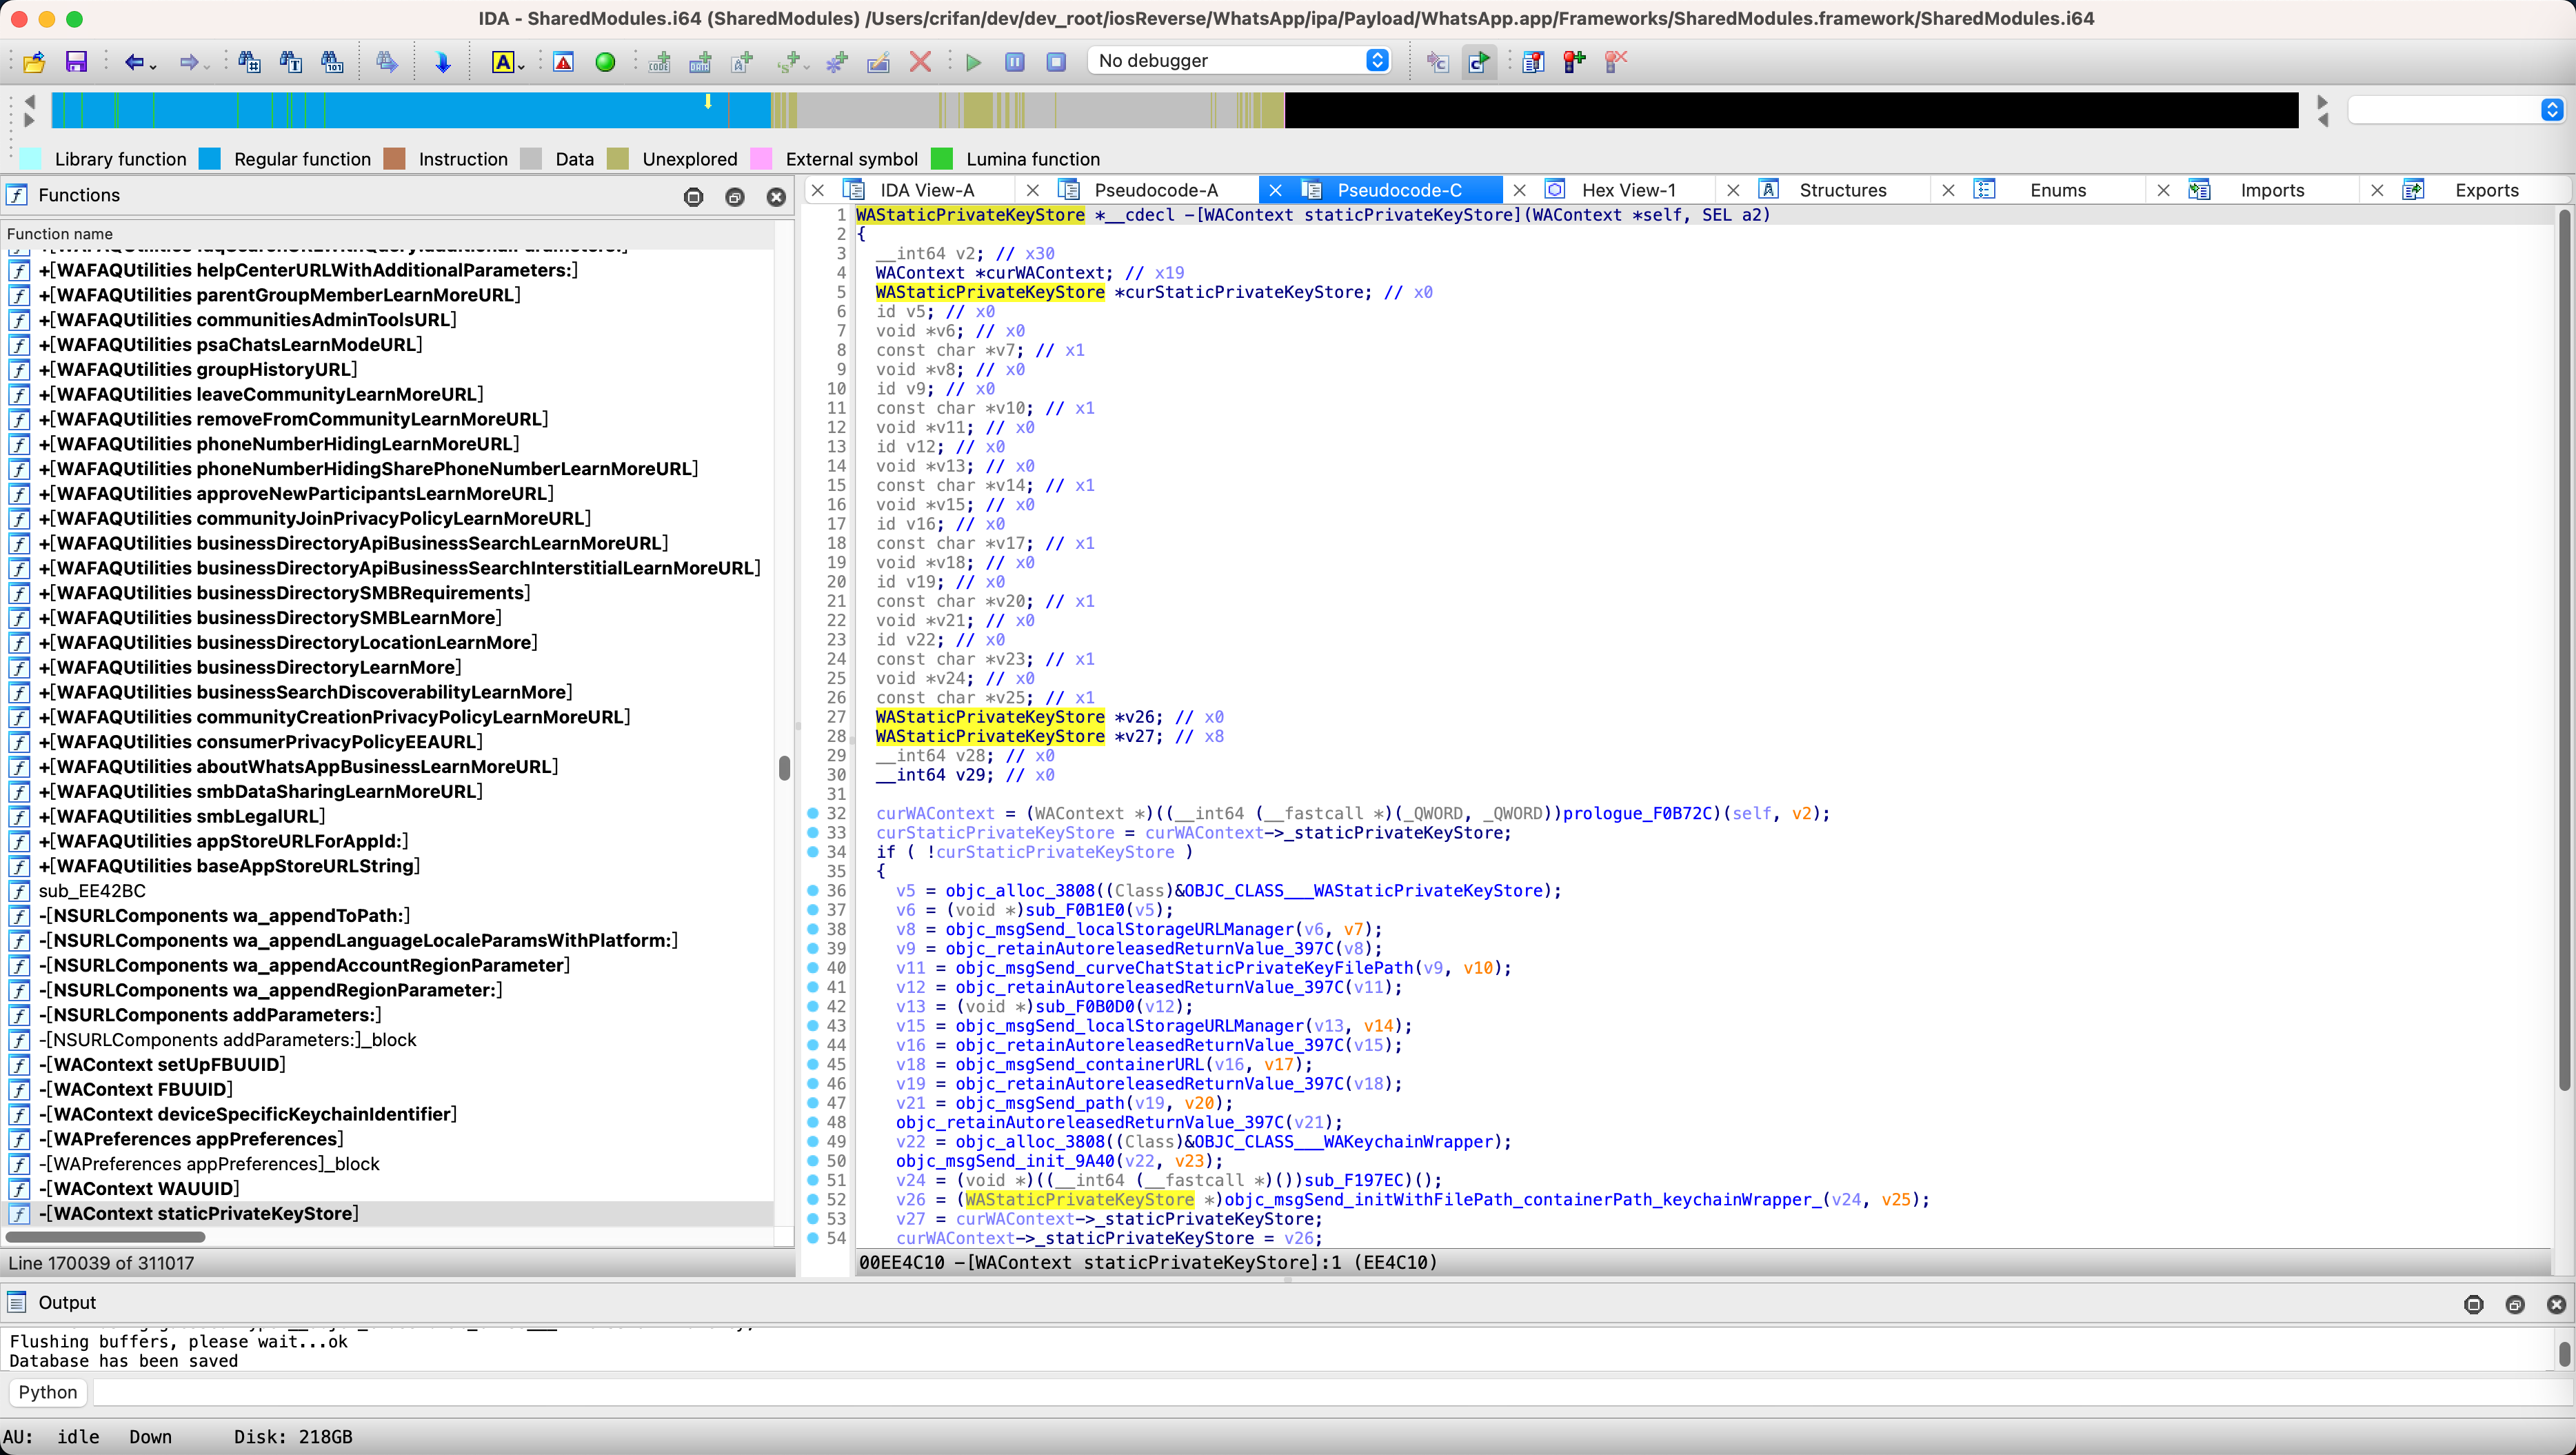 IDA - SharedModules.i64 (SharedModules) /Users/crifan/dev/dev_root/iosReverse/WhatsApp/ipa/Payload/WhatsApp.app/Frameworks/SharedModules.framework/SharedModules.i64
No debugger
Library function Regular function Instruction Data Unexplored External symbol Lumina function
Functions
Function name
+[WAFAQUtilities helpCenterURLWithAdditionalParameters:]
+[WAFAQUtilities parentGroupMemberLearnMoreURL]
+[WAFAQUtilities communitiesAdminToolsURL]
+[WAFAQUtilities psaChatsLearnModeURL]
+[WAFAQUtilities groupHistoryURL]
+[WAFAQUtilities leaveCommunityLearnMoreURL]
+[WAFAQUtilities removeFromCommunityLearnMoreURL]
+[WAFAQUtilities phoneNumberHidingLearnMoreURL]
+[WAFAQUtilities phoneNumberHidingSharePhoneNumberLearnMoreURL]
+[WAFAQUtilities approveNewParticipantsLearnMoreURL]
+[WAFAQUtilities communityJoinPrivacyPolicyLearnMoreURL]
+[WAFAQUtilities businessDirectoryApiBusinessSearchLearnMoreURL]
+[WAFAQUtilities businessDirectoryApiBusinessSearchInterstitialLearnMoreURL]
+[WAFAQUtilities businessDirectorySMBRequirements]
+[WAFAQUtilities businessDirectorySMBLearnMore]
+[WAFAQUtilities businessDirectoryLocationLearnMore]
+[WAFAQUtilities businessDirectoryLearnMore]
+[WAFAQUtilities businessSearchDiscoverabilityLearnMore]
+[WAFAQUtilities communityCreationPrivacyPolicyLearnMoreURL]
+[WAFAQUtilities consumerPrivacyPolicyEEAURL]
+[WAFAQUtilities aboutWhatsAppBusinessLearnMoreURL]
+[WAFAQUtilities smbDataSharingLearnMoreURL]
+[WAFAQUtilities smbLegalURL]
+[WAFAQUtilities appStoreURLForAppId:]
+[WAFAQUtilities baseAppStoreURLString]
sub_EE42BC
-[NSURLComponents wa_appendToPath:]
-[NSURLComponents wa_appendLanguageLocaleParamsWithPlatform:]
-[NSURLComponents wa_appendAccountRegionParameter]
-[NSURLComponents wa_appendRegionParameter:]
-[NSURLComponents addParameters:]
-[NSURLComponents addParameters:]_block
-[WAContext setUpFBUUID]
-[WAContext FBUUID]
-[WAContext deviceSpecificKeychainIdentifier]
-[WAPreferences appPreferences]
-[WAPreferences appPreferences]_block
-[WAContext WAUUID]
-[WAContext staticPrivateKeyStore]
Line 170039 of 311017
IDA View-A Pseudocode-A Pseudocode-C Hex View-1 Structures Enums Imports Exports
1 WAStaticPrivateKeyStore *__cdecl -[WAContext staticPrivateKeyStore](WAContext *self, SEL a2)
2 {
3 __int64 v2; // x30
4 WAContext *curWAContext; // x19
5 WAStaticPrivateKeyStore *curStaticPrivateKeyStore; // x0
6 id v5; // x0
7 void *v6; // x0
8 const char *v7; // x1
9 void *v8; // x0
10 id v9; // x0
11 const char *v10; // x1
12 void *v11; // x0
13 id v12; // x0
14 void *v13; // x0
15 const char *v14; // x1
16 void *v15; // x0
17 id v16; // x0
18 const char *v17; // x1
19 void *v18; // x0
20 id v19; // x0
21 const char *v20; // x1
22 void *v21; // x0
23 id v22; // x0
24 const char *v23; // x1
25 void *v24; // x0
26 const char *v25; // x1
27 WAStaticPrivateKeyStore *v26; // x0
28 WAStaticPrivateKeyStore *v27; // x8
29 __int64 v28; // x0
30 __int64 v29; // x0
31
32 curWAContext = (WAContext *)((__int64 (__fastcall *)(_QWORD, _QWORD))prologue_F0B72C)(self, v2);
33 curStaticPrivateKeyStore = curWAContext->_staticPrivateKeyStore;
34 if ( !curStaticPrivateKeyStore )
35 {
36 v5 = objc_alloc_3808((Class)&OBJC_CLASS___WAStaticPrivateKeyStore);
37 v6 = (void *)sub_F0B1E0(v5);
38 v8 = objc_msgSend_localStorageURLManager(v6, v7);
39 v9 = objc_retainAutoreleasedReturnValue_397C(v8);
40 v11 = objc_msgSend_curveChatStaticPrivateKeyFilePath(v9, v10);
41 v12 = objc_retainAutoreleasedReturnValue_397C(v11);
42 v13 = (void *)sub_F0B0D0(v12);
43 v15 = objc_msgSend_localStorageURLManager(v13, v14);
44 v16 = objc_retainAutoreleasedReturnValue_397C(v15);
45 v18 = objc_msgSend_containerURL(v16, v17);
46 v19 = objc_retainAutoreleasedReturnValue_397C(v18);
47 v21 = objc_msgSend_path(v19, v20);
48 objc_retainAutoreleasedReturnValue_397C(v21);
49 v22 = objc_alloc_3808((Class)&OBJC_CLASS___WAKeychainWrapper);
50 objc_msgSend_init_9A40(v22, v23);
51 v24 = (void *)((__int64 (__fastcall *)())sub_F197EC)();
52 v26 = (WAStaticPrivateKeyStore *)objc_msgSend_initWithFilePath_containerPath_keychainWrapper_(v24, v25);
53 v27 = curWAContext->_staticPrivateKeyStore;
54 curWAContext->_staticPrivateKeyStore = v26;
00EE4C10 -[WAContext staticPrivateKeyStore]:1 (EE4C10)
Output
Flushing buffers, please wait...ok
Database has been saved
Python
AU: idle Down Disk: 218GB